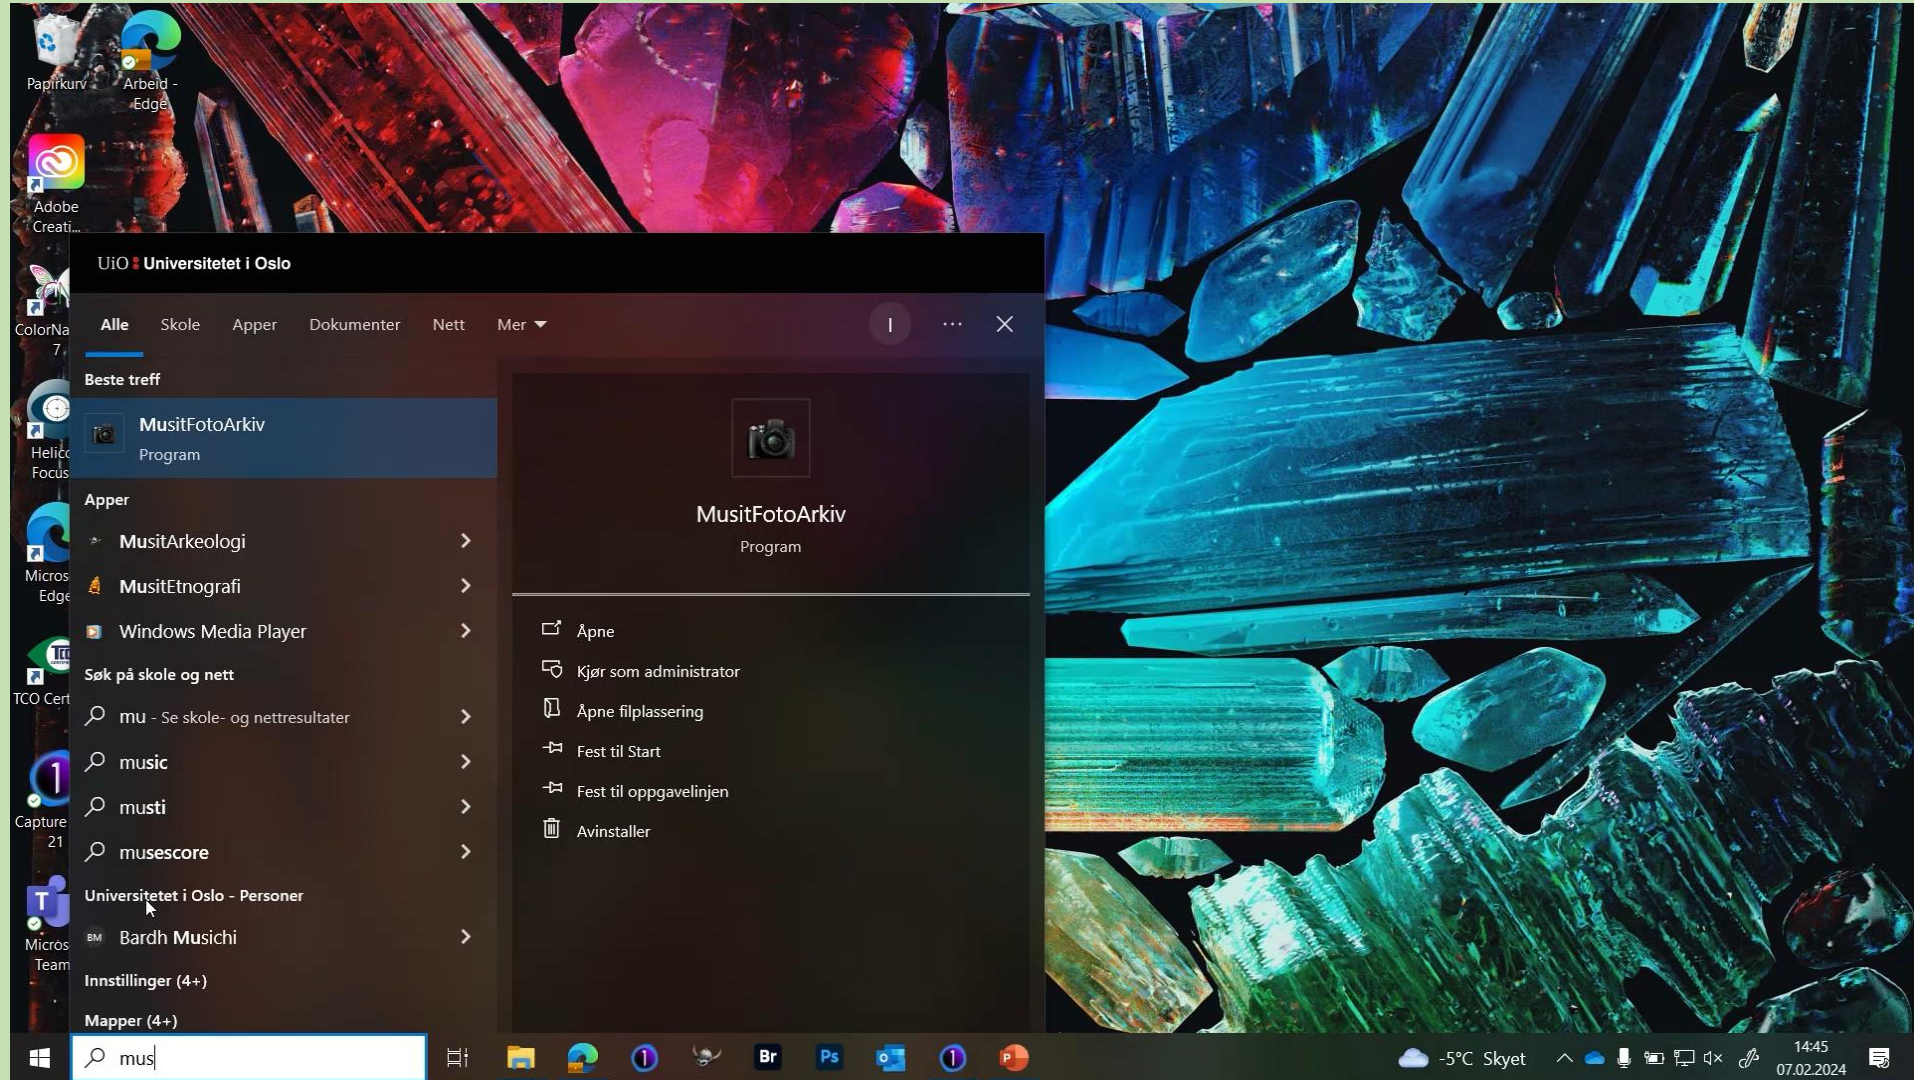 Papirkurv
Arbeid -
Edge
Adobe
Creati...
ColorNa
7
Helico
Focus
Micros
Edge
TCO Cert
Capture
21
Micros
Team
UiO Universitetet i Oslo
Alle Skole Apper Dokumenter Nett Mer I ...
Beste treff
MusitFotoArkiv
Program
Apper
MusitArkeologi
MusitEtnografi
Windows Media Player
Søk på skole og nett
mu - Se skole- og nettresultater
music
musti
musescore
Universitetet i Oslo - Personer
BM Bardh Musichi
Innstillinger (4+)
Mapper (4+)
MusitFotoArkiv
Program
Åpne
Kjør som administrator
Åpne filplassering
Fest til Start
Fest til oppgavelinjen
Avinstaller
mus
1 Br Ps 1 P
-5°C Skyet
14:45
07.02.2024